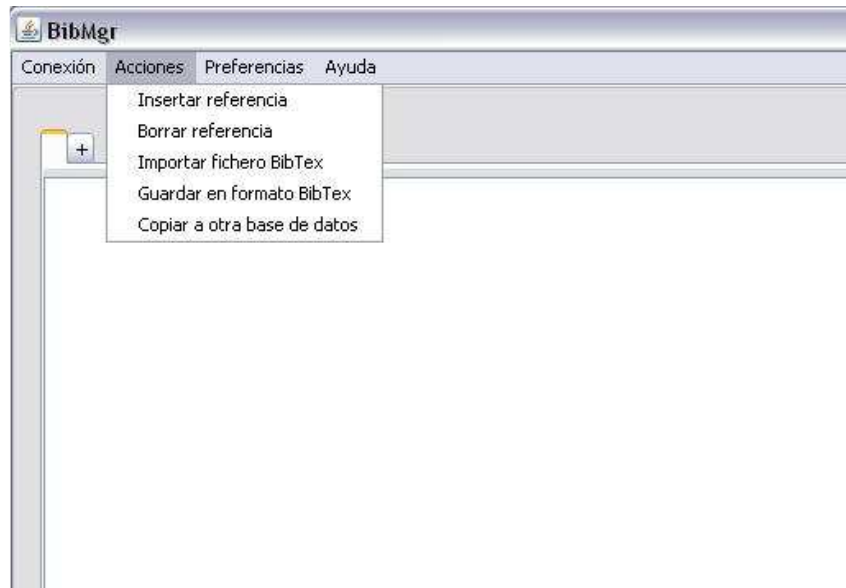 BibMgr
Conexión Acciones Preferencias Ayuda
Insertar referencia
Borrar referencia
+
Importar fichero BibTex
Guardar en formato BibTex
Copiar a otra base de datos